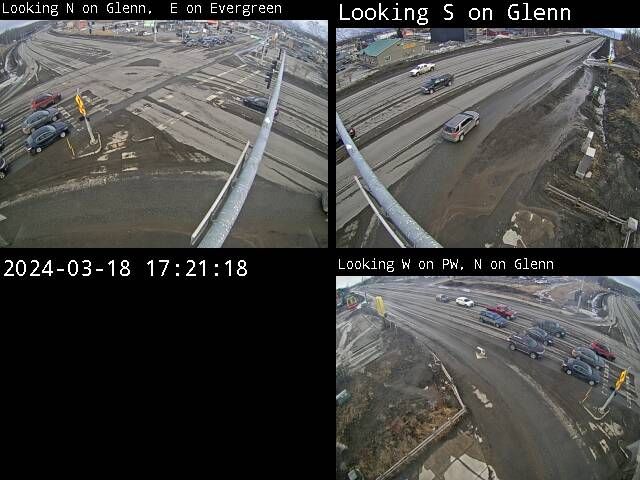 Looking N on Glenn, E on Evergreen
Looking S on Glenn
2024-03-18 17:21:18
Looking W on PW, N on Glenn